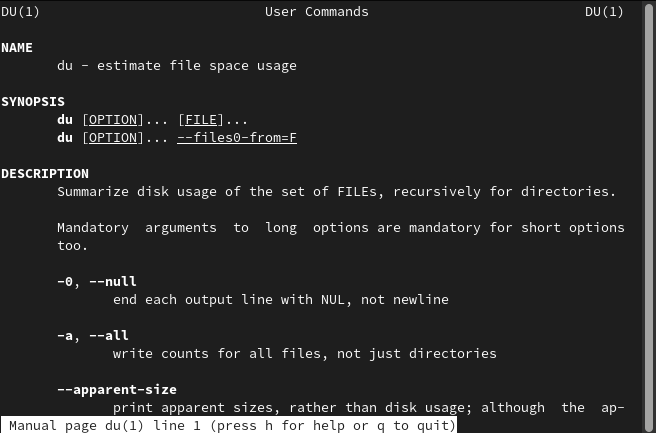 DU(1) User Commands DU(1)
NAME
du - estimate file space usage
SYNOPSIS
du [OPTION]... [FILE]...
du [OPTION]... --files0-from=F
DESCRIPTION
Summarize disk usage of the set of FILEs, recursively for directories.
Mandatory arguments to long options are mandatory for short options
too.
-0, --null
end each output line with NUL, not newline
-a, --all
write counts for all files, not just directories
--apparent-size
print apparent sizes, rather than disk usage; although the ap-
Manual page du(1) line 1 (press h for help or q to quit)